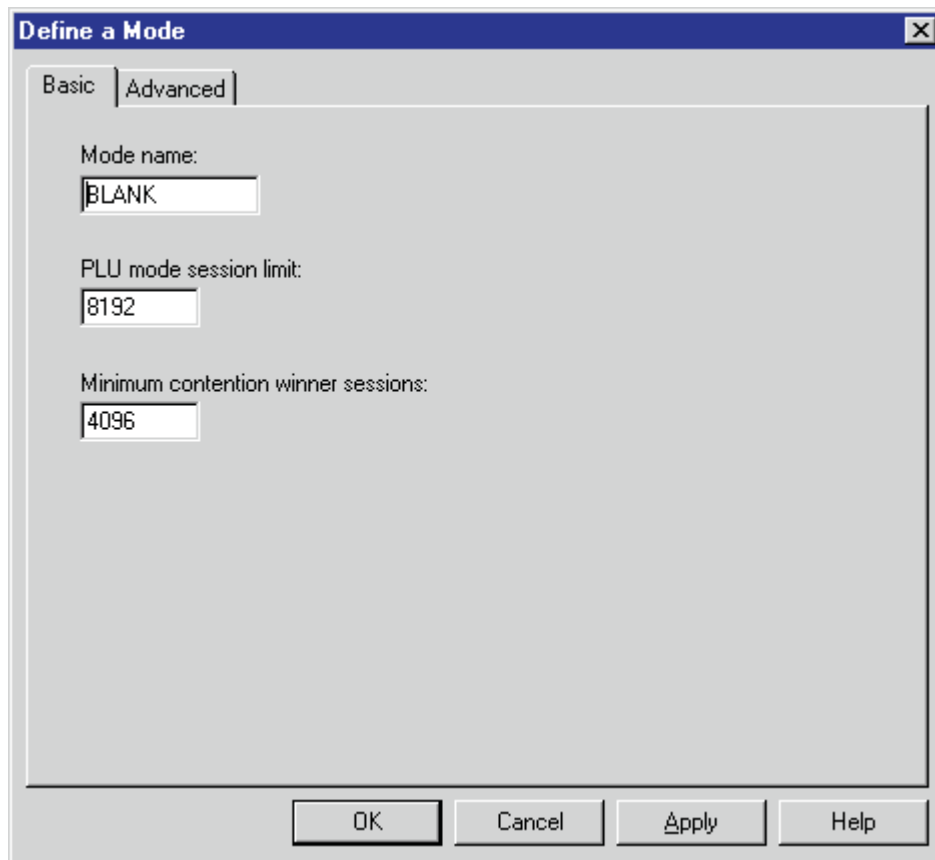 Define a Mode
Basic
Advanced
Mode name:
BLANK
PLU mode session limit:
8192
Minimum contention winner sessions:
4096
OK
Cancel
Apply
Help